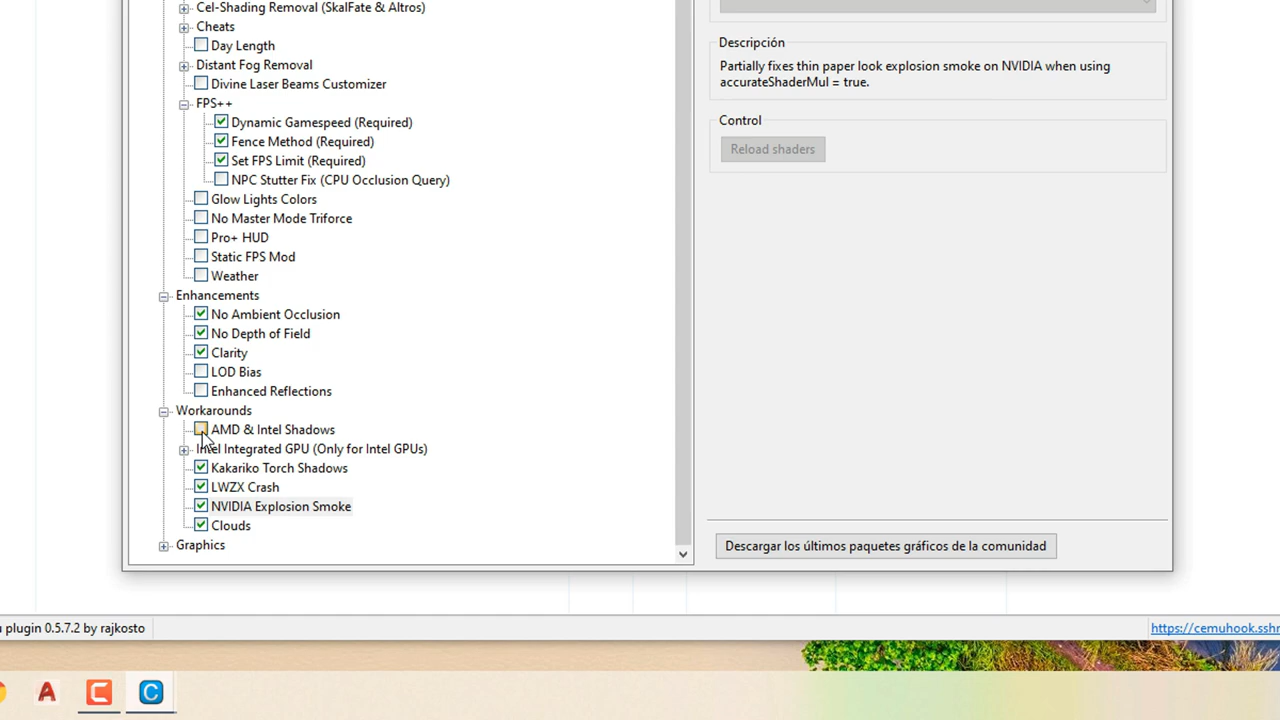 Cel-Shading Removal (SkalFate & Altros)
Cheats
Day Length
Distant Fog Removal
Divine Laser Beams Customizer
FPS++
Dynamic Gamespeed (Required)
Fence Method (Required)
Set FPS Limit (Required)
NPC Stutter Fix (CPU Occlusion Query)
Glow Lights Colors
No Master Mode Triforce
Pro+ HUD
Static FPS Mod
Weather
Enhancements
No Ambient Occlusion
No Depth of Field
Clarity
LOD Bias
Enhanced Reflections
Workarounds
AMD & Intel Shadows
Intel Integrated GPU (Only for Intel GPUs)
Kakariko Torch Shadows
LWZX Crash
NVIDIA Explosion Smoke
Clouds
Graphics
Descripción
Partially fixes thin paper look explosion smoke on NVIDIA when using
accurateShaderMul = true.
Control
Reload shaders
Descargar los últimos paquetes gráficos de la comunidad
plugin 0.5.7.2 by rajkosto
https://cemuhook.sshn